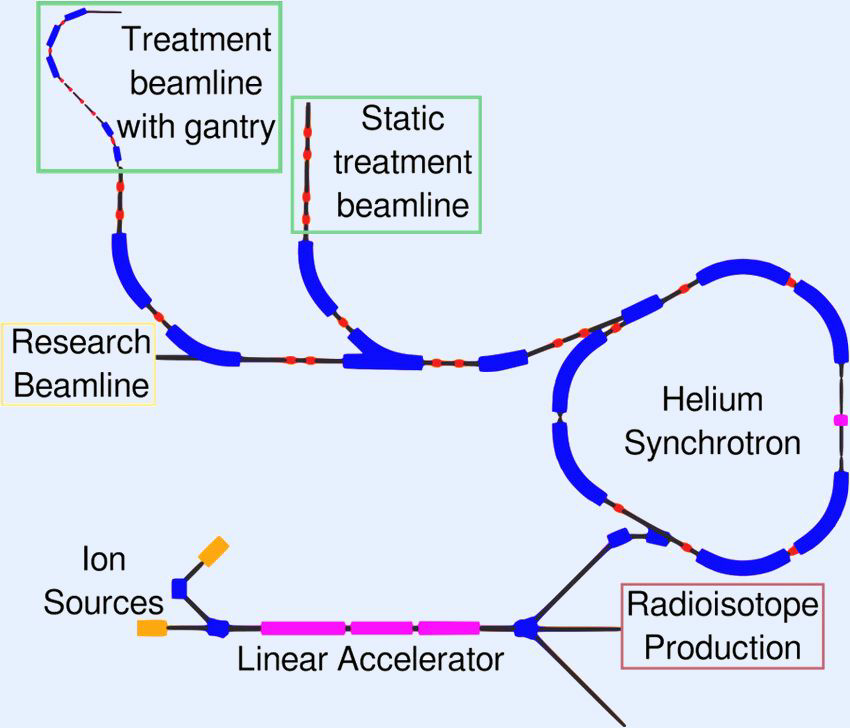 Treatment
beamline
with gantry
Static
treatment
beamline
Research
Beamline
Helium
Synchrotron
Ion
Sources
Linear Accelerator
Radioisotope
Production